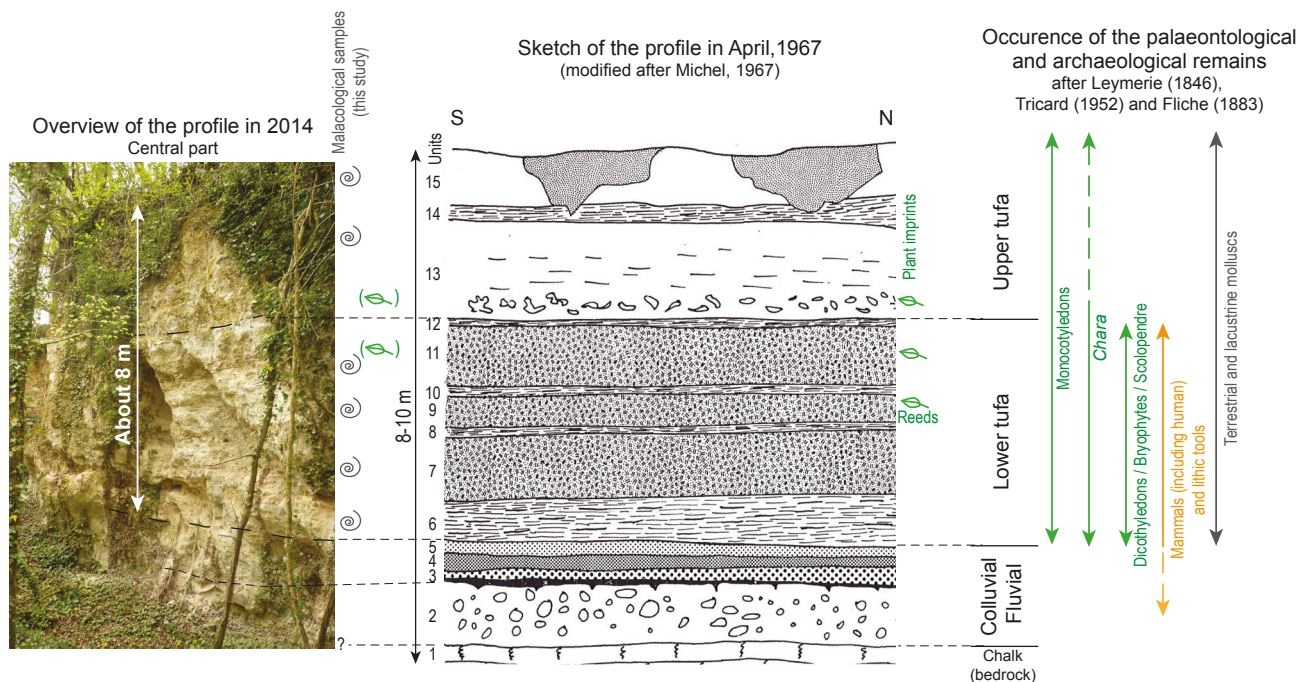 Overview of the profile in 2014
Central part
About 8 m
Malacological samples
(this study)
?
Sketch of the profile in April,1967
(modified after Michel, 1967)
S
N
Units
15
14
13
12
11
10
9
8
7
6
5
4
3
2
1
8-10 m
Plant imprints
Reeds
Upper tufa
Lower tufa
Colluvial
Fluvial
Chalk
(bedrock)
Occurence of the palaeontological
and archaeological remains
after Leymerie (1846),
Tricard (1952) and Fliche (1883)
Monocotyledons
Chara
Dicothyledons / Bryophytes / Scolopendre
Mammals (including human)
and lithic tools
Terrestrial and lacustrine molluscs